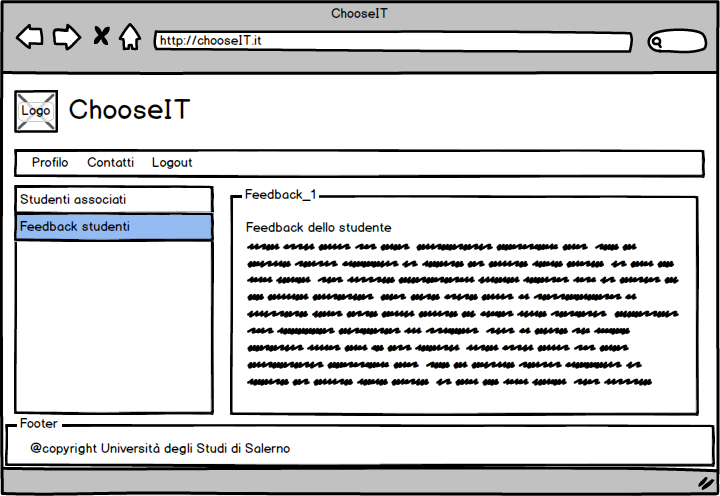 ChooseIT
http://chooseIT.it
Logo
ChooseIT
Profilo Contatti Logout
Studenti associati
Feedback studenti
Feedback_1
Feedback dello studente
Footer
@copyright Università degli Studi di Salerno